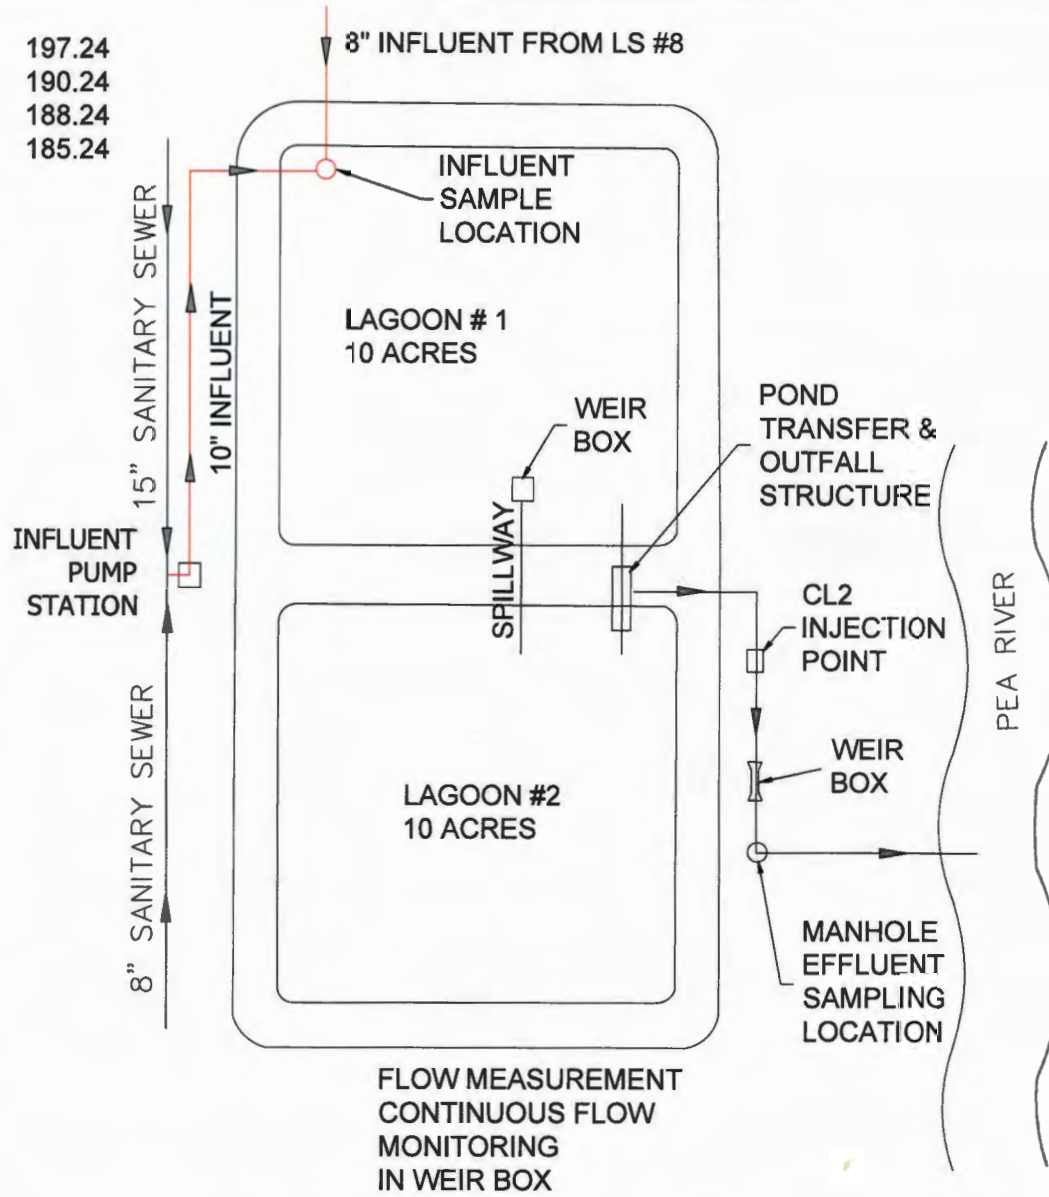 197.24
190.24
188.24
185.24
8" INFLUENT FROM LS #8
INFLUENT
SAMPLE
LOCATION
15" SANITARY SEWER
10" INFLUENT
LAGOON # 1
10 ACRES
WEIR
BOX
POND
TRANSFER &
OUTFALL
STRUCTURE
SPILLWAY
INFLUENT
PUMP
STATION
CL2
INJECTION
POINT
PEA RIVER
8" SANITARY SEWER
WEIR
BOX
LAGOON #2
10 ACRES
MANHOLE
EFFLUENT
SAMPLING
LOCATION
FLOW MEASUREMENT
CONTINUOUS FLOW
MONITORING
IN WEIR BOX